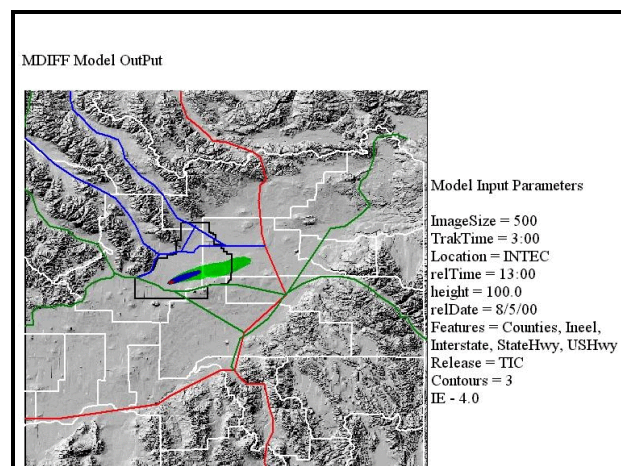 MDIFF Model OutPut
Model Input Parameters
ImageSize = 500
TrakTime = 3:00
Location = INTEC
relTime = 13:00
height = 100.0
relDate = 8/5/00
Features = Counties, Ineel,
Interstate, StateHwy, USHwy
Release = TIC
Contours = 3
IE - 4.0